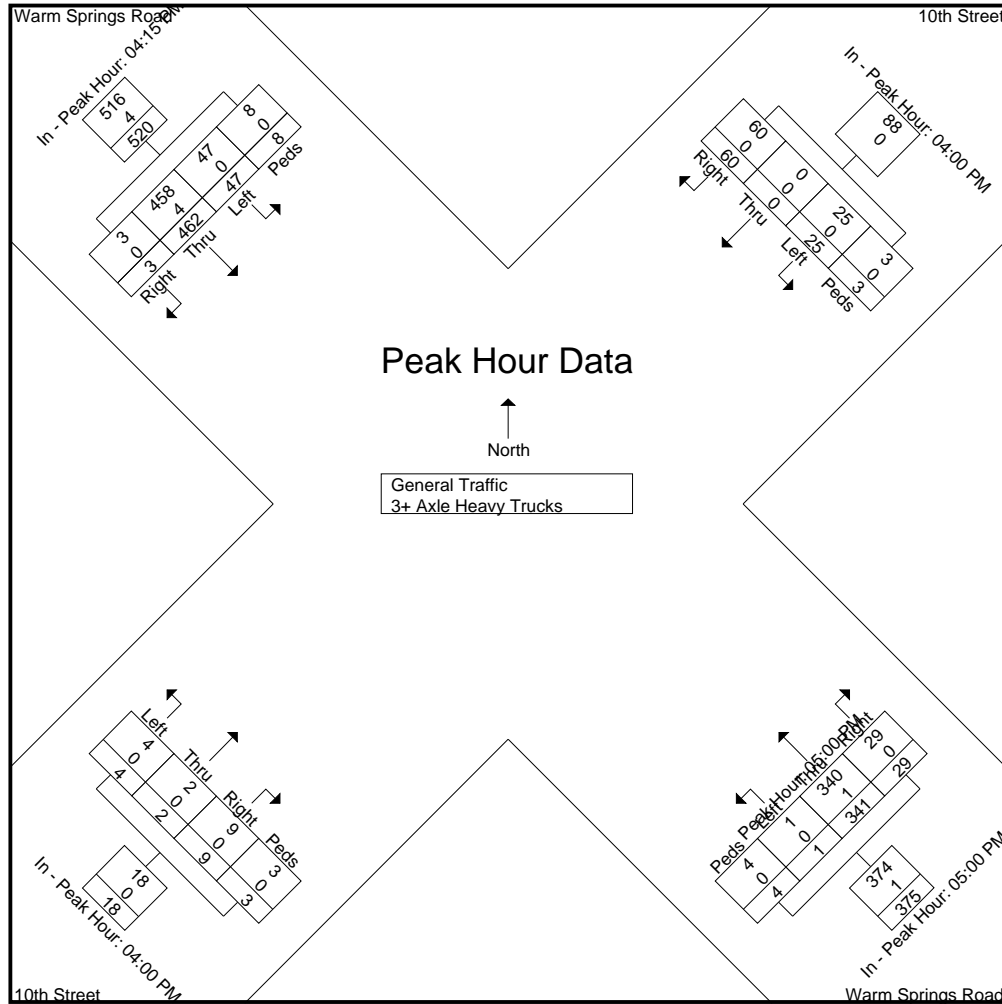 Warm Springs Road
10th Street
In - Peak Hour: 04:15 PM
516
4
520
3 458 47 8
0 4 0 0
3 462 47 8
Right Thru Left Peds
In - Peak Hour: 04:00 PM
88
0
60 0 25 3
0 0 0 0
60 0 25 3
Right Thru Left Peds
Peak Hour Data
North
General Traffic
3+ Axle Heavy Trucks
Left Thru Right Peds
4 2 9 3
0 0 0 0
4 2 9 3
18
0
18
In - Peak Hour: 04:00 PM
Peds Left Thru Right
Peak Hour: 05:00 PM
4 1 340 29
0 0 1 0
4 1 341 29
374
1
375
In - Peak Hour: 05:00 PM
10th Street
Warm Springs Road